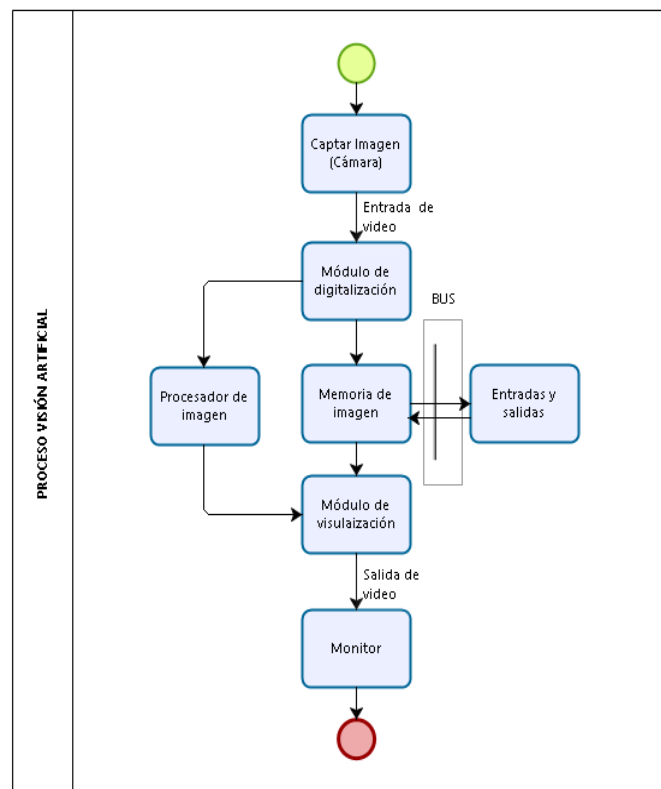 PROCESO VISIÓN ARTIFICIAL
Captar Imagen
(Cámara)
Entrada de
video
Módulo de
digitalización
BUS
Procesador de
imagen
Memoria de
imagen
Entradas y
salidas
Módulo de
visulaización
Salida de
video
Monitor